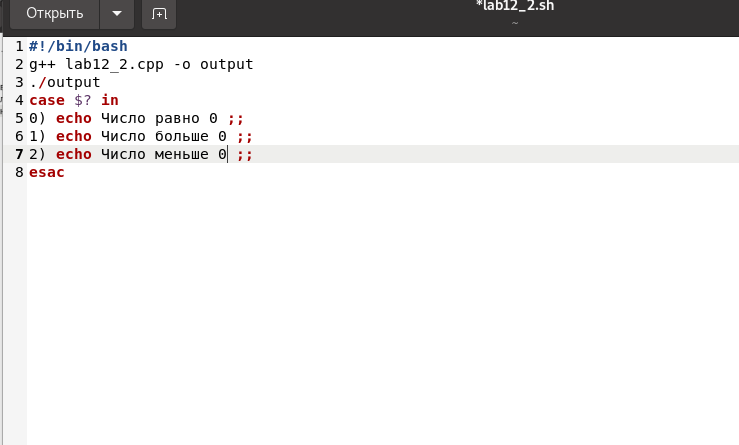 Открыть
*lab12_2.sh
~
1 #!/bin/bash
2 g++ lab12_2.cpp -o output
3 ./output
4 case $? in
5 0) echo Число равно 0 ;;
6 1) echo Число больше 0 ;;
7 2) echo Число меньше 0 ;;
8 esac